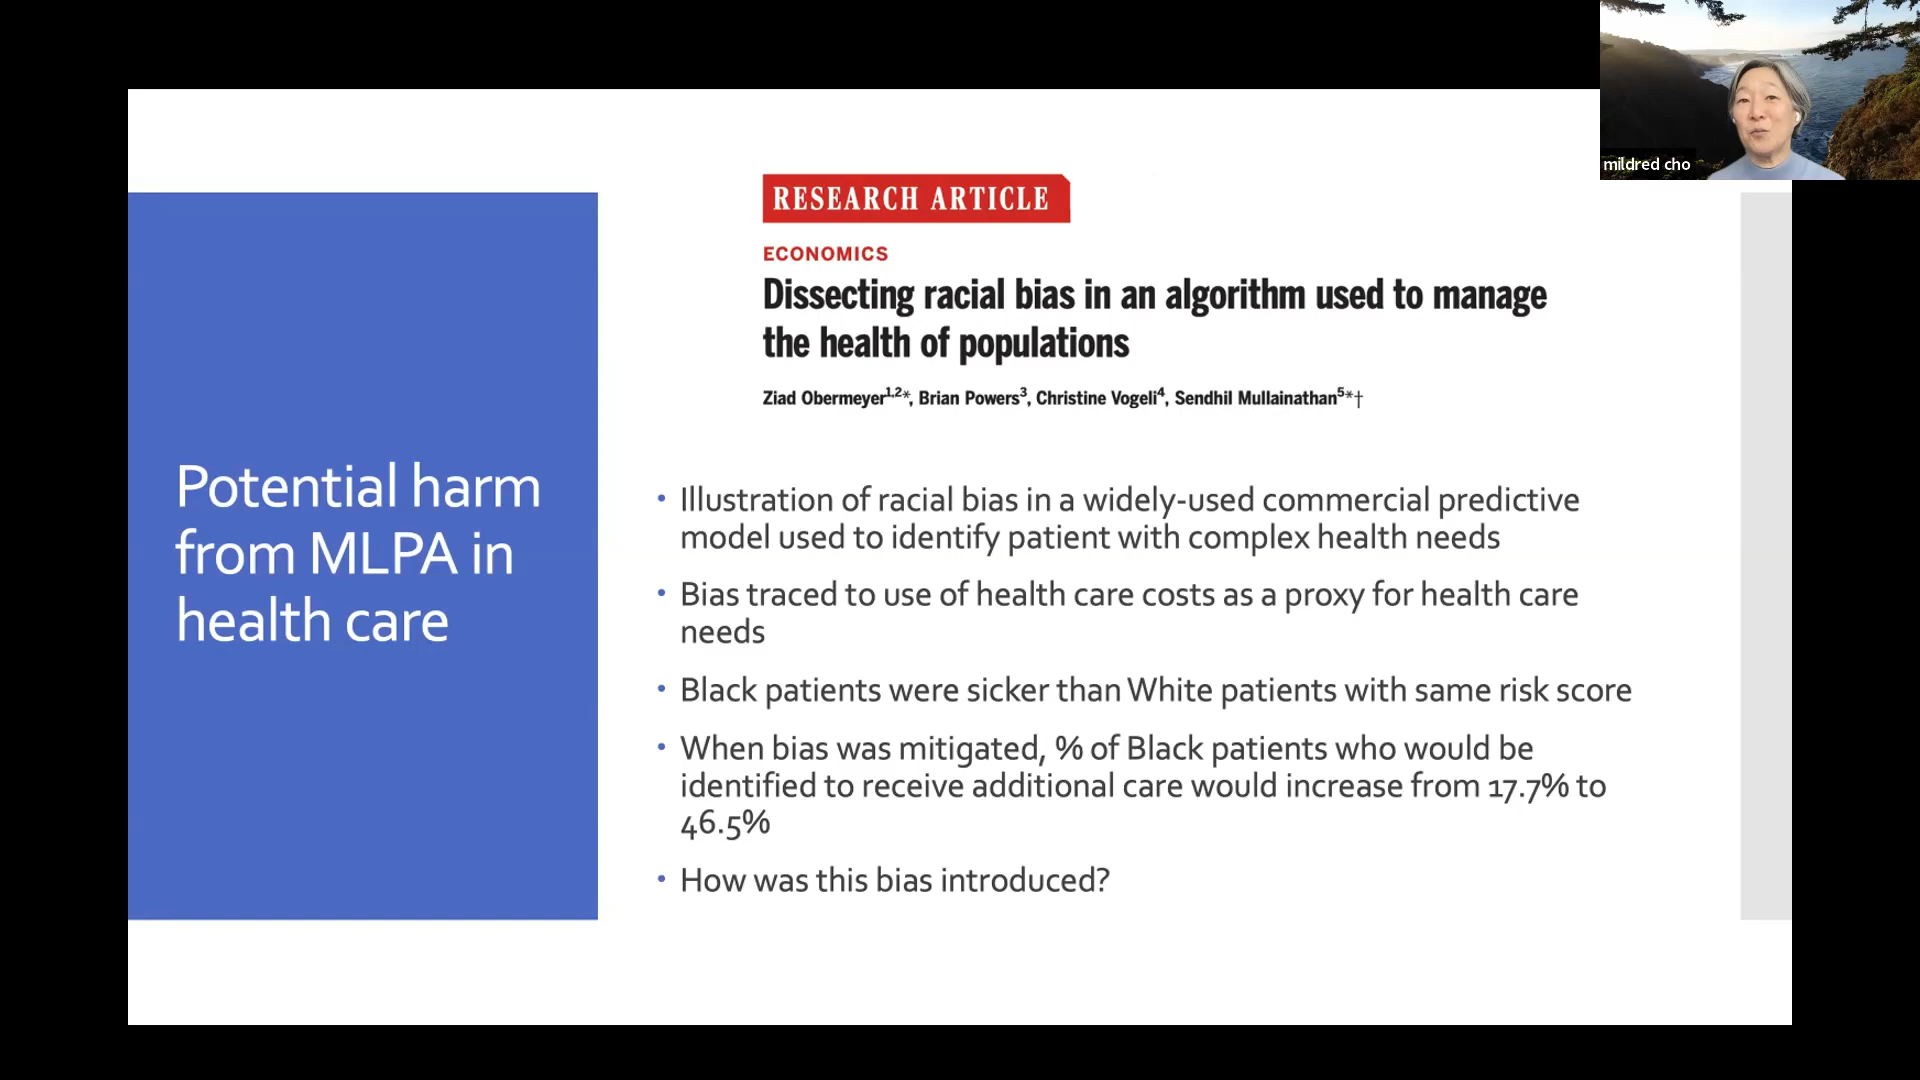 mildred cho
RESEARCH ARTICLE
ECONOMICS
Dissecting racial bias in an algorithm used to manage
the health of populations
Ziad Obermeyer1,2*, Brian Powers3, Christine Vogeli4, Sendhil Mullainathan5*†
Potential harm
from MLPA in
health care
• Illustration of racial bias in a widely-used commercial predictive
model used to identify patient with complex health needs
• Bias traced to use of health care costs as a proxy for health care
needs
• Black patients were sicker than White patients with same risk score
• When bias was mitigated, % of Black patients who would be
identified to receive additional care would increase from 17.7% to
46.5%
• How was this bias introduced?